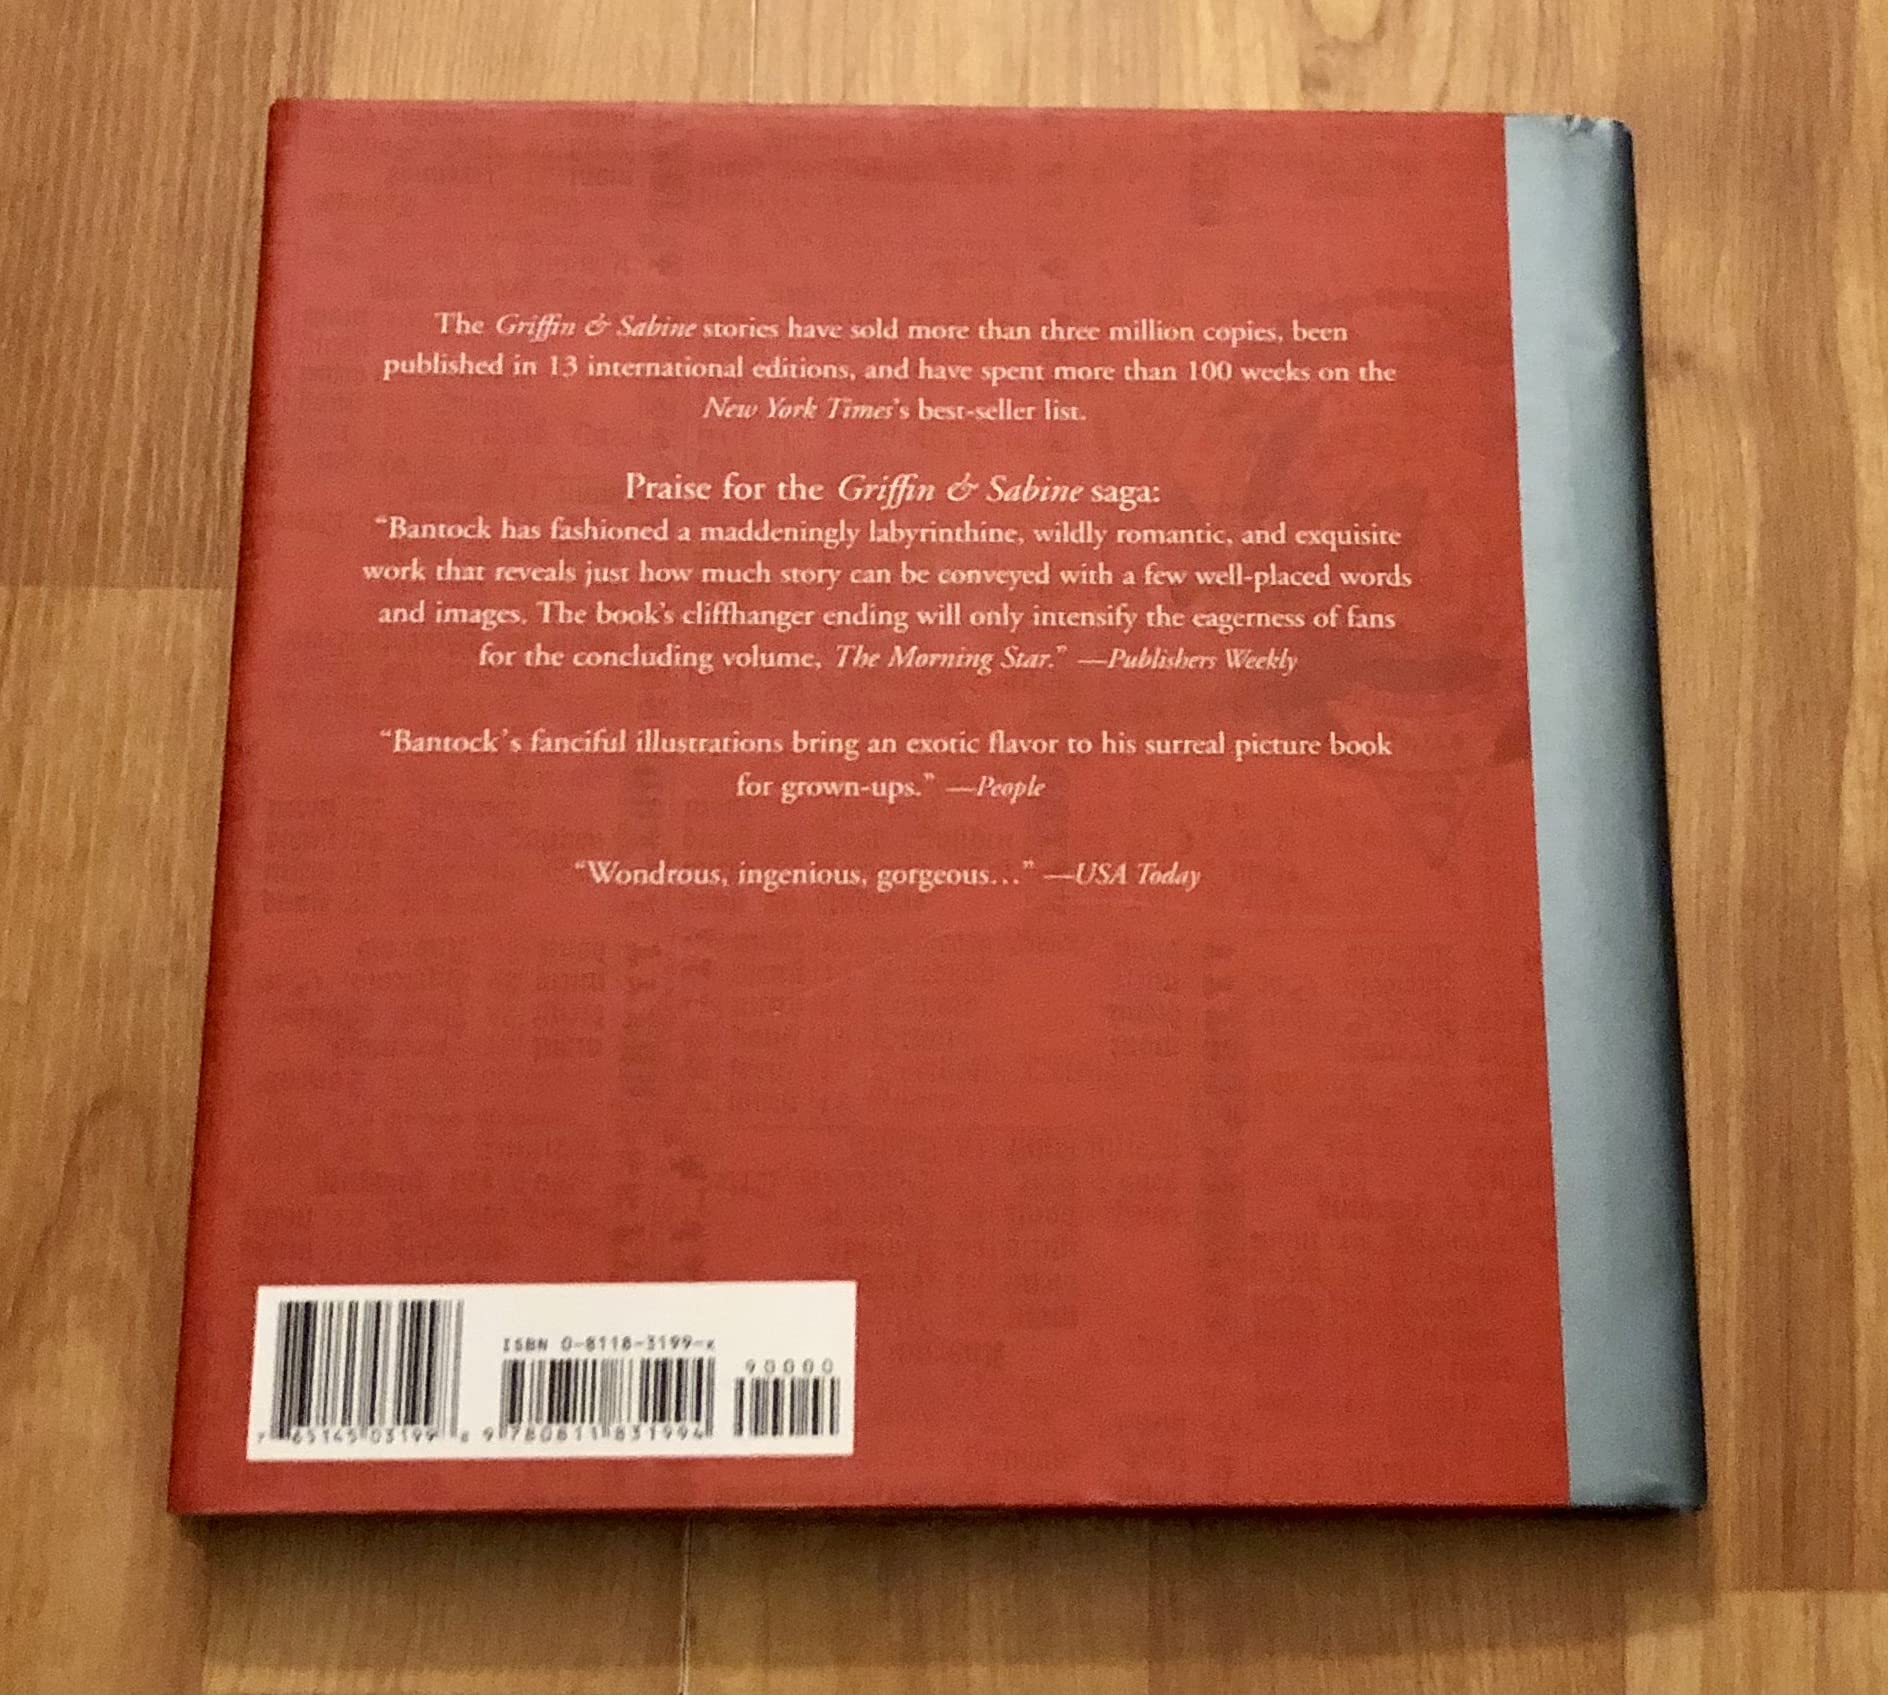 The Griffin & Sabine stories have sold more than three million copies, been
published in 13 international editions, and have spent more than 100 weeks on the
New York Times's best-seller list.
Praise for the Griffin & Sabine saga:
“Bantock has fashioned a maddeningly labyrinthine, wildly romantic, and exquisite
work that reveals just how much story can be conveyed with a few well-placed words
and images. The book's cliffhanger ending will only intensify the eagerness of fans
for the concluding volume, The Morning Star.” —Publishers Weekly
“Bantock's fanciful illustrations bring an exotic flavor to his surreal picture book
for grown-ups.” —People
“Wondrous, ingenious, gorgeous...” —USA Today
ISBN 0-8118-3199-x
90000
7 65145 03199 8
9 780811 831994